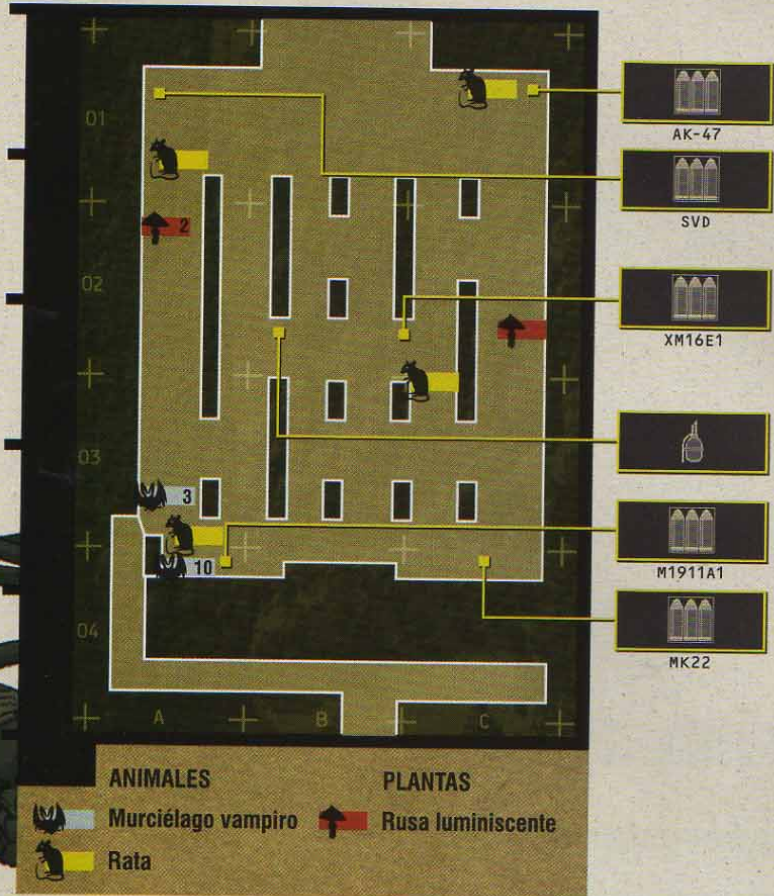 01
AK-47
SVD
2
02
XM16E1
03
3
M1911A1
10
04
MK22
A B C
ANIMALES
PLANTAS
Murciélago vampiro
Rusa luminiscente
Rata